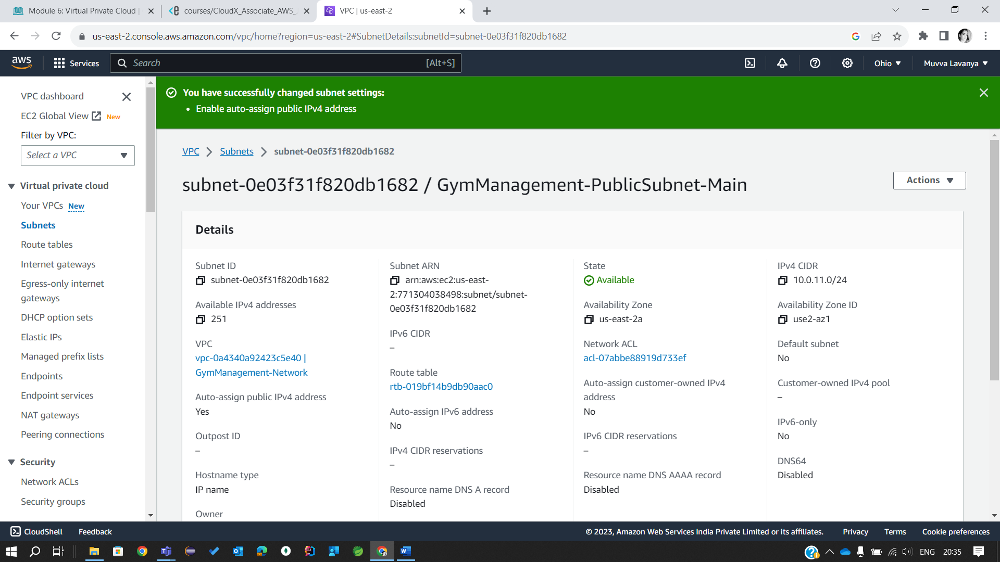 Module 6: Virtual Private Cloud |
courses/CloudX_Associate_AWS_
VPC | us-east-2
us-east-2.console.aws.amazon.com/vpc/home?region=us-east-2#SubnetDetails:subnetId=subnet-0e03f31f820db1682
aws
Services
Search
[Alt+S]
Ohio
Muvva Lavanya
VPC dashboard
EC2 Global View New
Filter by VPC:
Select a VPC
Virtual private cloud
Your VPCs New
Subnets
Route tables
Internet gateways
Egress-only internet
gateways
DHCP option sets
Elastic IPs
Managed prefix lists
Endpoints
Endpoint services
NAT gateways
Peering connections
Security
Network ACLs
Security groups
You have successfully changed subnet settings:
• Enable auto-assign public IPv4 address
VPC > Subnets > subnet-0e03f31f820db1682
subnet-0e03f31f820db1682 / GymManagement-PublicSubnet-Main
Actions
Details
Subnet ID
subnet-0e03f31f820db1682
Available IPv4 addresses
251
VPC
vpc-0a4340a92423c5e40 |
GymManagement-Network
Auto-assign public IPv4 address
Yes
Outpost ID
–
Hostname type
IP name
Owner
Subnet ARN
arn:aws:ec2:us-east-
2:771304038498:subnet/subnet-
0e03f31f820db1682
IPv6 CIDR
–
Route table
rtb-019bf14b9db90aac0
Auto-assign IPv6 address
No
IPv4 CIDR reservations
–
Resource name DNS A record
Disabled
State
Available
Availability Zone
us-east-2a
Network ACL
acl-07abbe88919d733ef
Auto-assign customer-owned IPv4
address
No
IPv6 CIDR reservations
–
Resource name DNS AAAA record
Disabled
IPv4 CIDR
10.0.11.0/24
Availability Zone ID
use2-az1
Default subnet
No
Customer-owned IPv4 pool
–
IPv6-only
No
DNS64
Disabled
CloudShell
Feedback
© 2023, Amazon Web Services India Private Limited or its affiliates.
Privacy
Terms
Cookie preferences
ENG
20:35